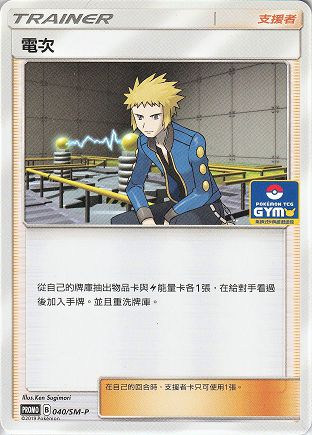 TRAINER 支援者
電次
POKÉMON TCG
GYM
從自己的牌庫抽出物品卡與能量卡各1張，在給對手看過
後加入手牌。並且重洗牌庫。
Illus.Ken Sugimori
PROMO B 040/SM-P
©2019 Pokémon
在自己的回合時，支援者卡只可使用1張。